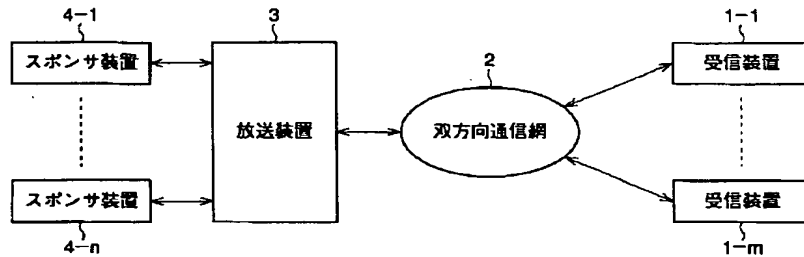 4-1
スポンサ装置
スポンサ装置
4-n
3
放送装置
2
双方向通信網
1-1
受信装置
受信装置
1-m